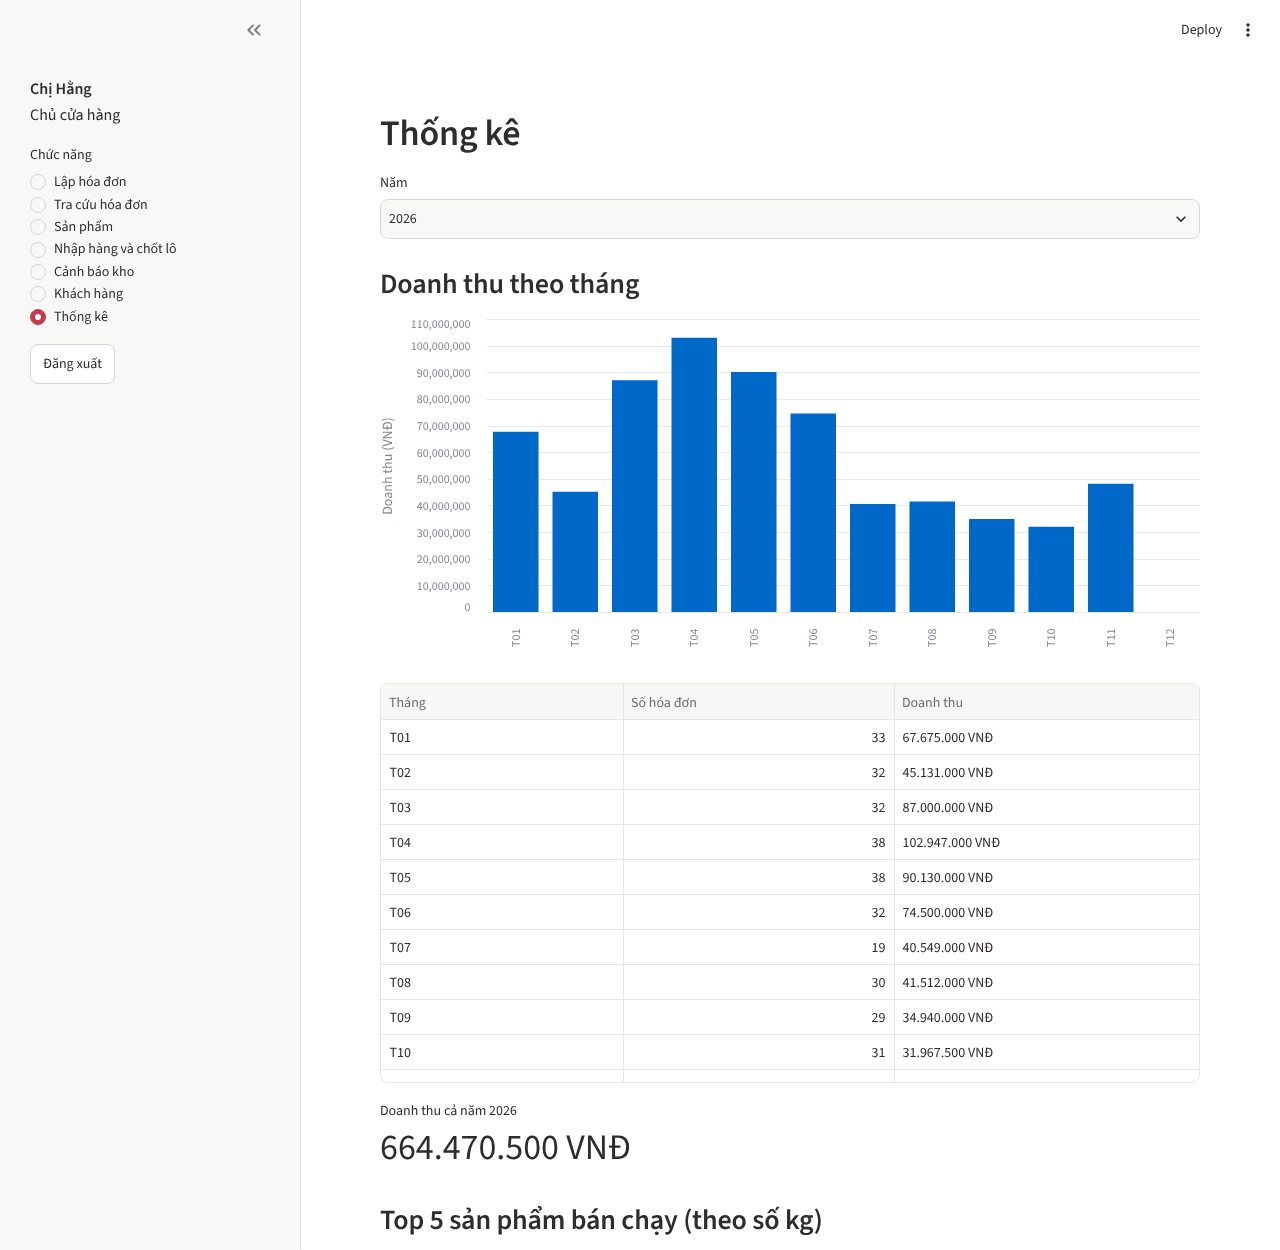 Deploy
Chị Hằng
Chủ cửa hàng
Chức năng
Lập hóa đơn
Tra cứu hóa đơn
Sản phẩm
Nhập hàng và chốt lô
Cảnh báo kho
Khách hàng
Thống kê
Đăng xuất
Thống kê
Năm
2026
Doanh thu theo tháng
110,000,000
100,000,000
90,000,000
80,000,000
70,000,000
60,000,000
50,000,000
40,000,000
30,000,000
20,000,000
10,000,000
0
Doanh thu (VNĐ)
T01 T02 T03 T04 T05 T06 T07 T08 T09 T10 T11 T12
Tháng Số hóa đơn Doanh thu
T01 33 67.675.000 VNĐ
T02 32 45.131.000 VNĐ
T03 32 87.000.000 VNĐ
T04 38 102.947.000 VNĐ
T05 38 90.130.000 VNĐ
T06 32 74.500.000 VNĐ
T07 19 40.549.000 VNĐ
T08 30 41.512.000 VNĐ
T09 29 34.940.000 VNĐ
T10 31 31.967.500 VNĐ
Doanh thu cả năm 2026
664.470.500 VNĐ
Top 5 sản phẩm bán chạy (theo số kg)